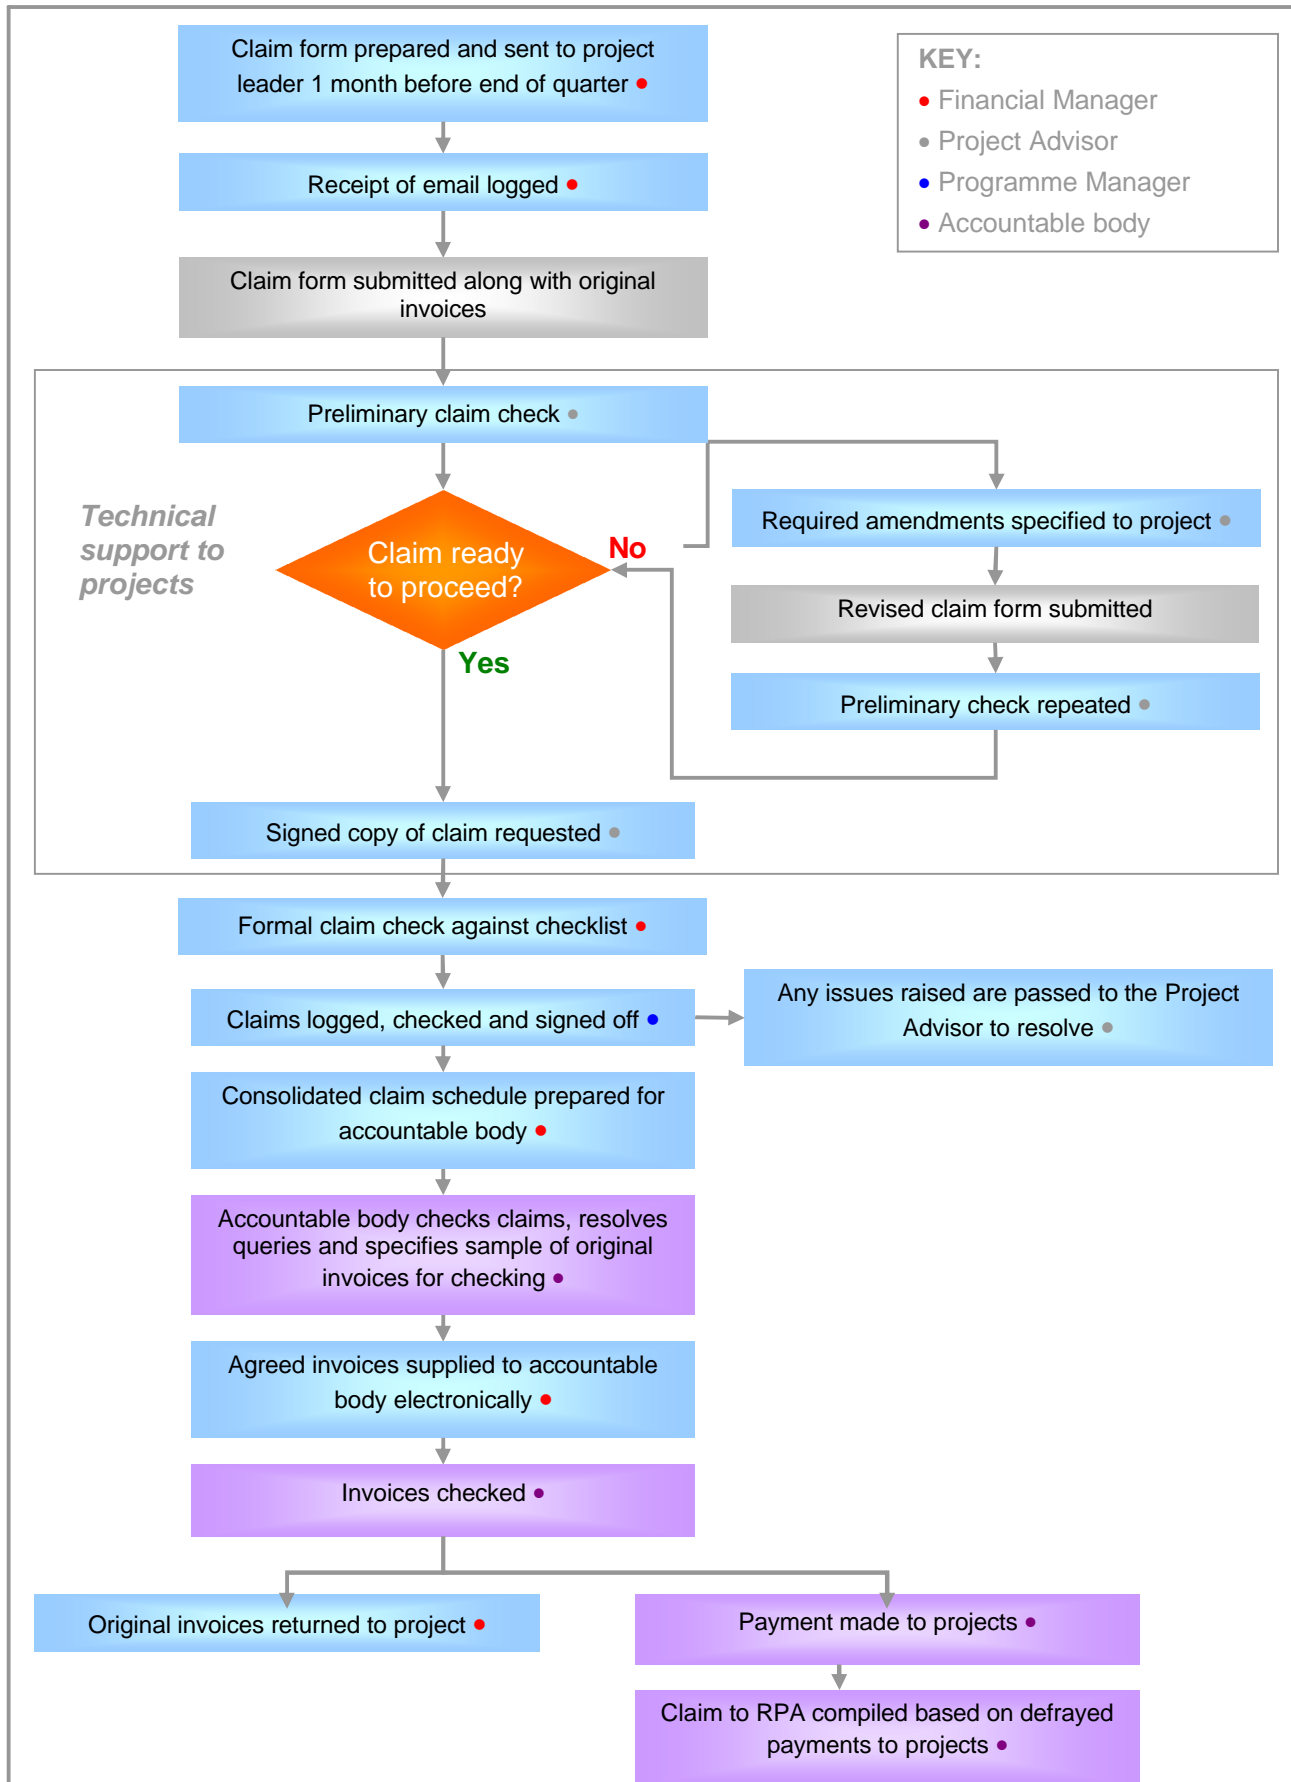 Claim form prepared and sent to project
leader 1 month before end of quarter •
KEY:
• Financial Manager
• Project Advisor
• Programme Manager
• Accountable body
Receipt of email logged •
Claim form submitted along with original
invoices
Preliminary claim check •
Technical
support to
projects
Claim ready
to proceed?
No
Yes
Required amendments specified to project •
Revised claim form submitted
Preliminary check repeated •
Signed copy of claim requested •
Formal claim check against checklist •
Claims logged, checked and signed off •
Any issues raised are passed to the Project
Advisor to resolve •
Consolidated claim schedule prepared for
accountable body •
Accountable body checks claims, resolves
queries and specifies sample of original
invoices for checking •
Agreed invoices supplied to accountable
body electronically •
Invoices checked •
Original invoices returned to project •
Payment made to projects •
Claim to RPA compiled based on defrayed
payments to projects •